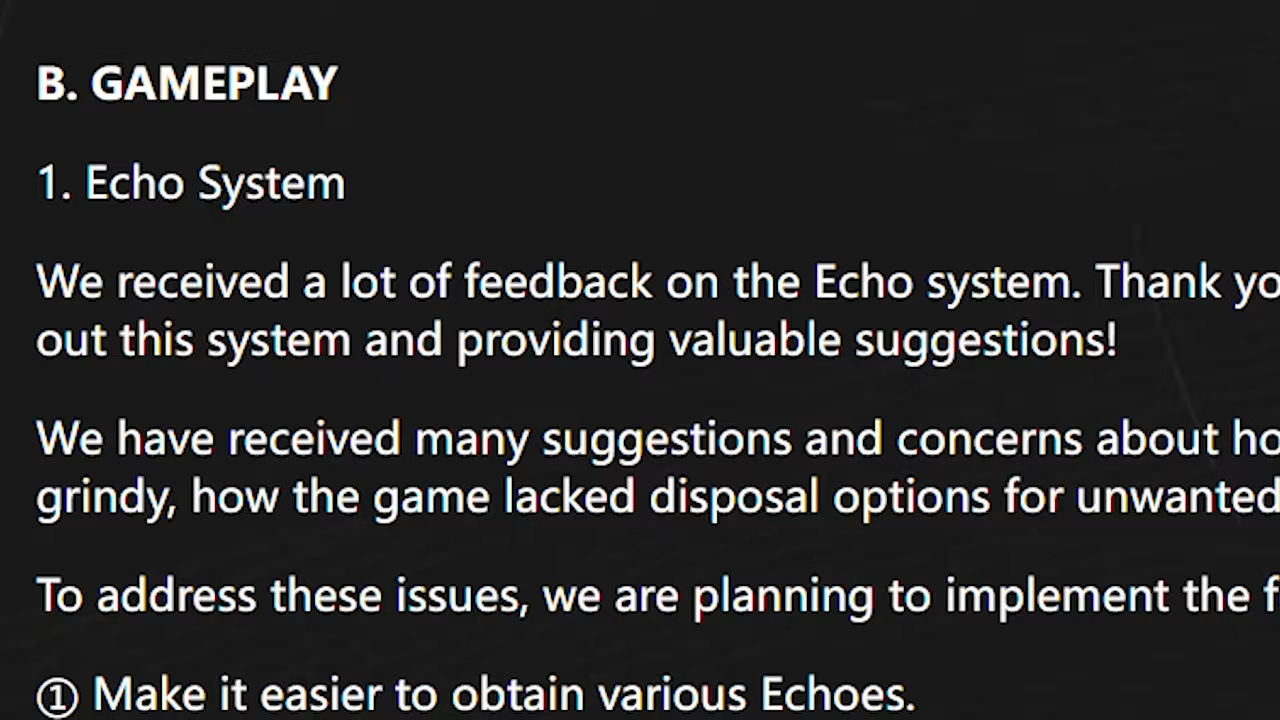 B. GAMEPLAY
1. Echo System
We received a lot of feedback on the Echo system. Thank yo
out this system and providing valuable suggestions!
We have received many suggestions and concerns about ho
grindy, how the game lacked disposal options for unwanted
To address these issues, we are planning to implement the f
① Make it easier to obtain various Echoes.